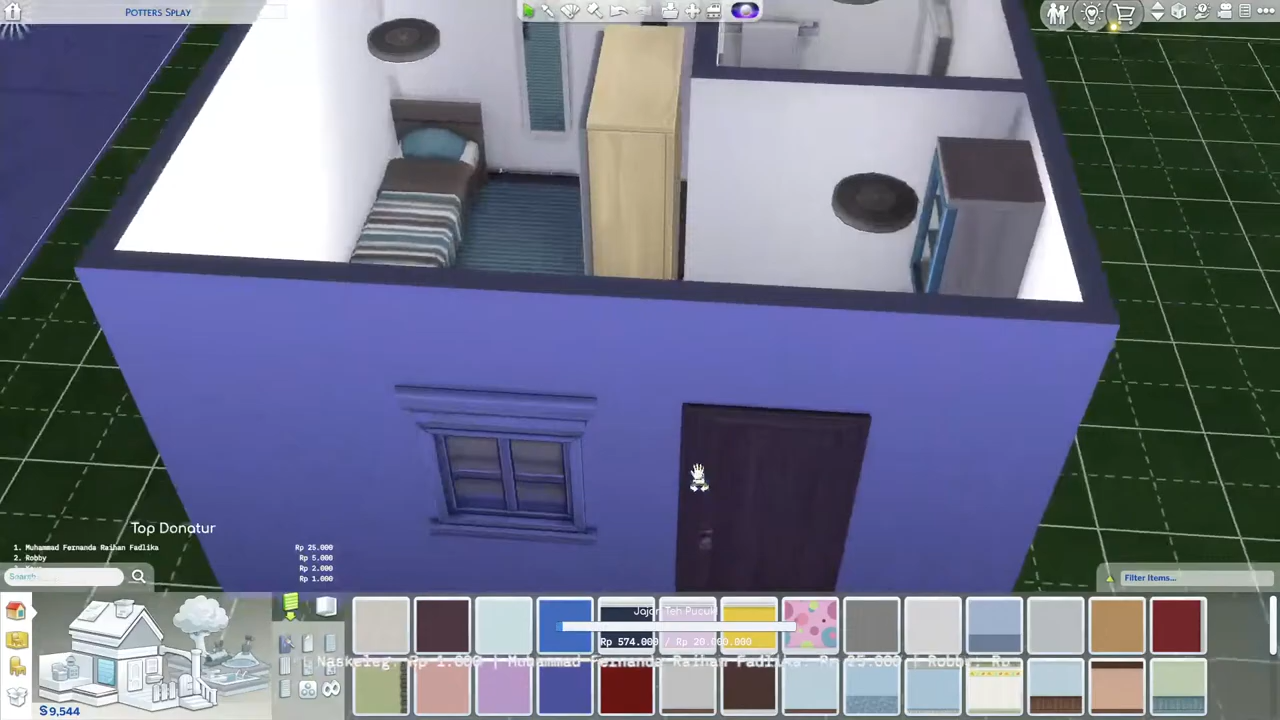 Potters Splay
Top Donatur
1. Muhammad Fernanda Raihan Fadlika Rp 25.000
2. Robby Rp 5.000
Rp 2.000
Rp 1.000
Search...
Filter Items...
Jajan Teh Pucuk
Rp 574.000 / Rp 20.000.000
Naskeleg: Rp 1.000 | Muhammad Fernanda Raihan Fadlika: Rp 25.000 | Robby: Rp
§9,544